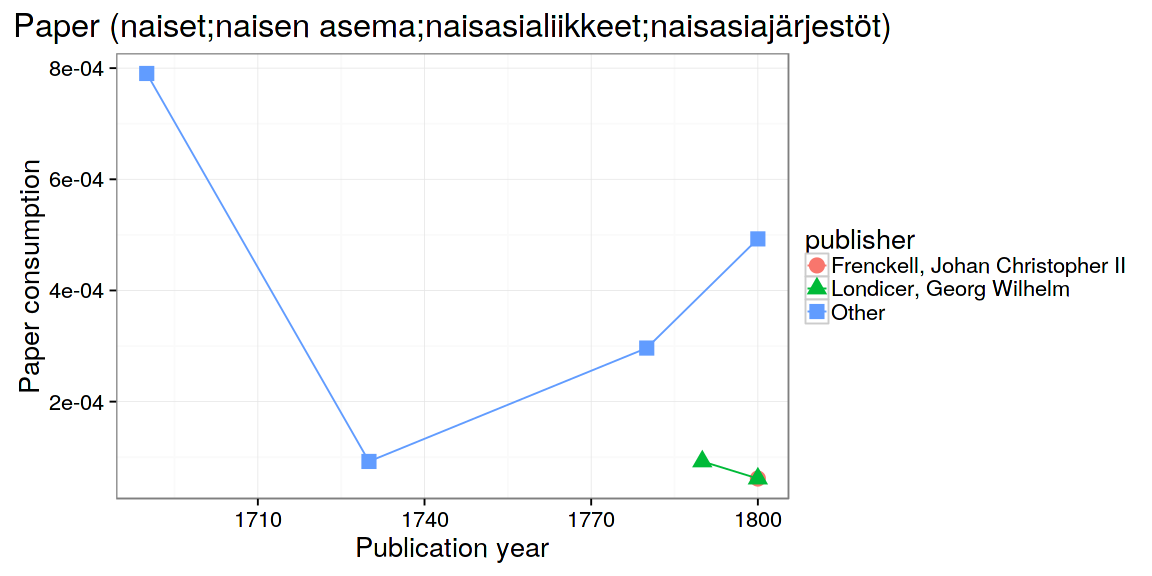 Paper (naiset;naisen asema;naisasialiikkeet;naisasiajärjestöt)
8e-04
6e-04
4e-04
2e-04
Paper consumption
1710
1740
1770
1800
Publication year
publisher
Frenckell, Johan Christopher II
Londicer, Georg Wilhelm
Other